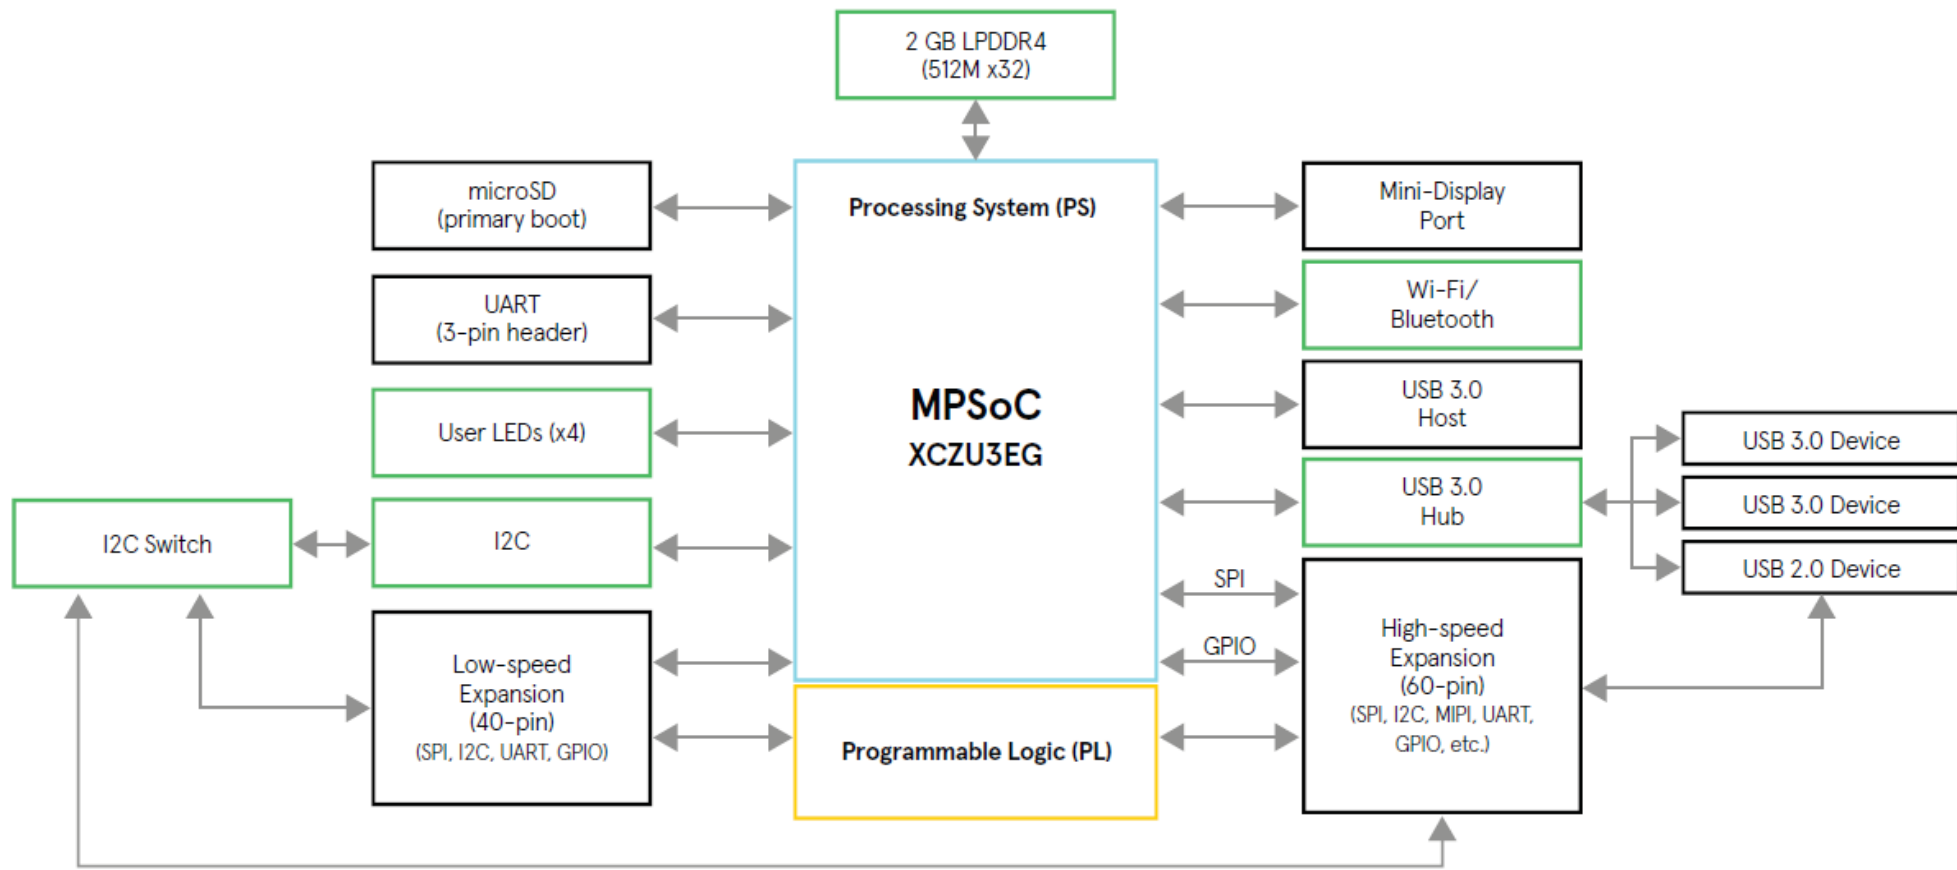 2 GB LPDDR4
(512M x32)
microSD
(primary boot)
Processing System (PS)
Mini-Display
Port
UART
(3-pin header)
Wi-Fi/
Bluetooth
User LEDs (x4)
MPSoC
XCZU3EG
USB 3.0
Host
USB 3.0 Device
I2C Switch
I2C
USB 3.0
Hub
USB 3.0 Device
USB 2.0 Device
SPI
GPIO
Low-speed
Expansion
(40-pin)
(SPI, I2C, UART, GPIO)
Programmable Logic (PL)
High-speed
Expansion
(60-pin)
(SPI, I2C, MIPI, UART,
GPIO, etc.)